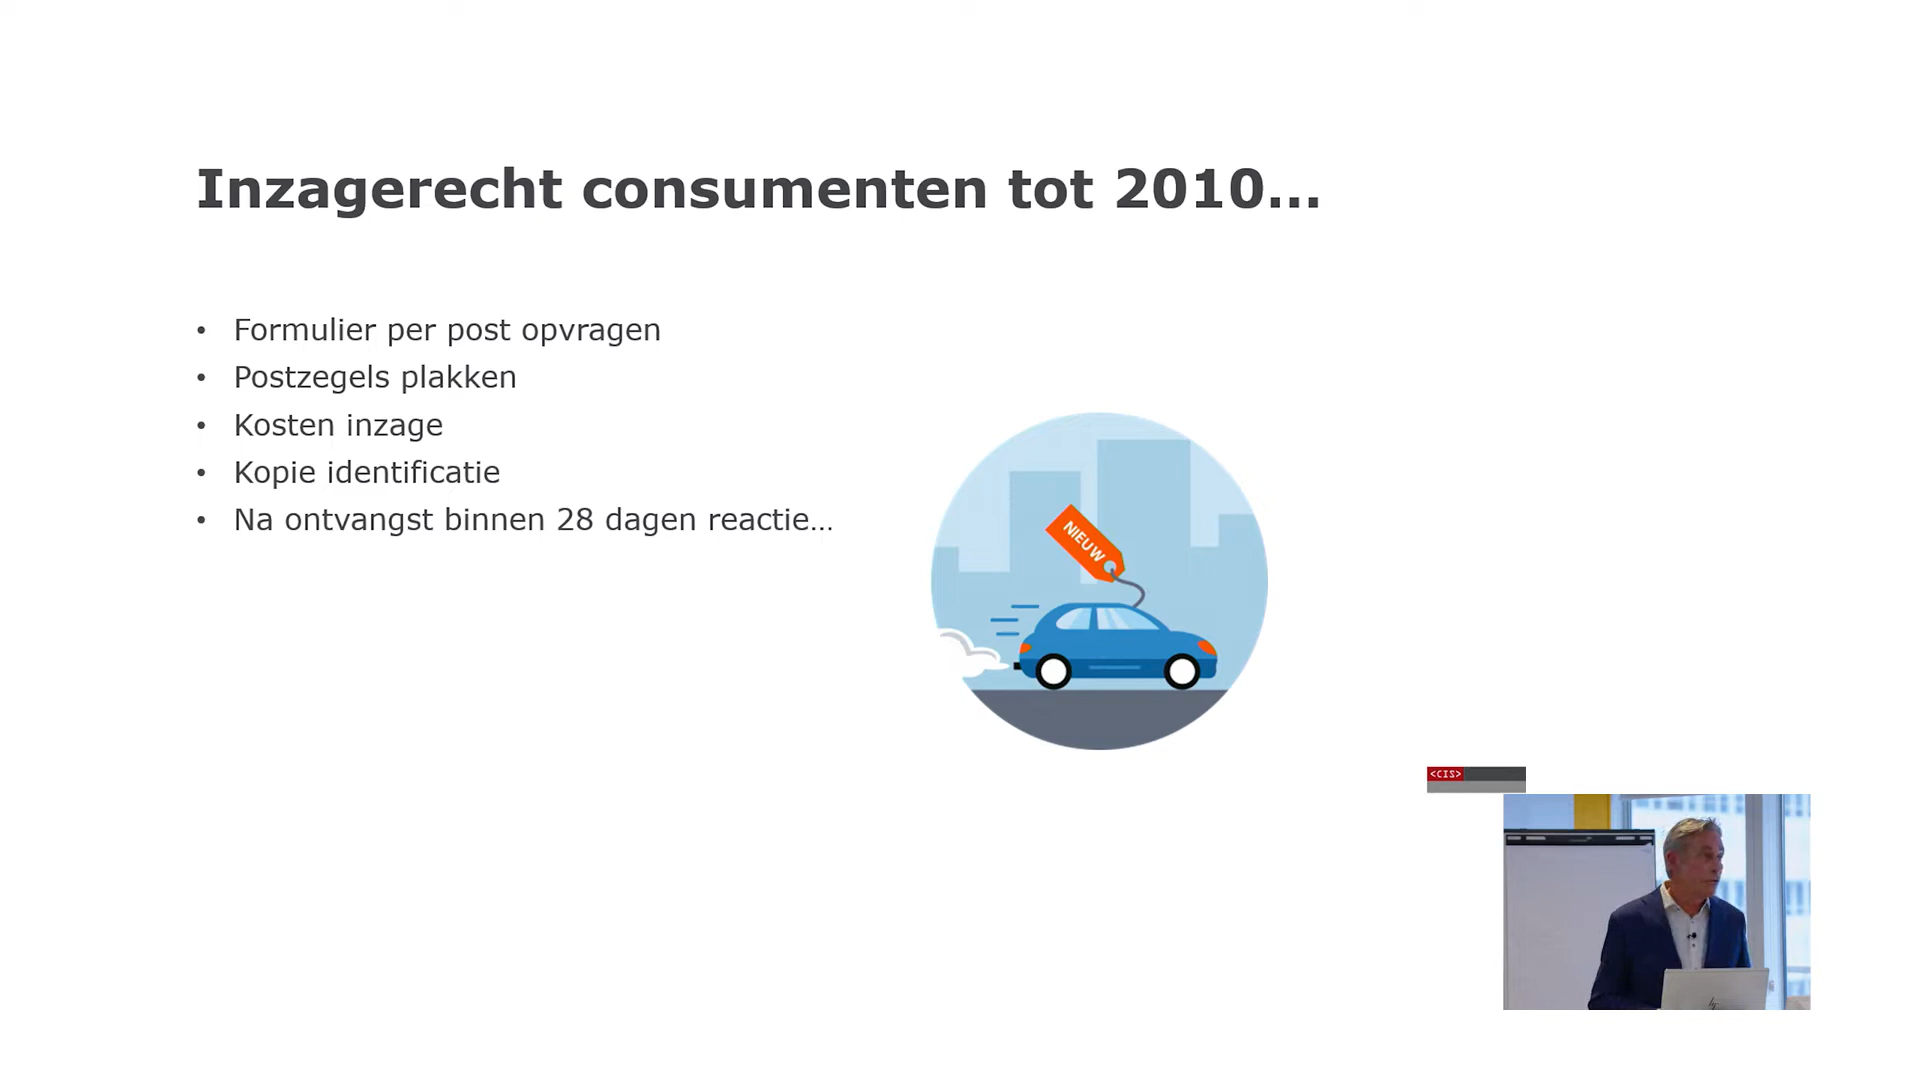 Inzagerecht consumenten tot 2010...
• Formulier per post opvragen
• Postzegels plakken
• Kosten inzage
• Kopie identificatie
• Na ontvangst binnen 28 dagen reactie...
NIEUW
<CIS>
hp